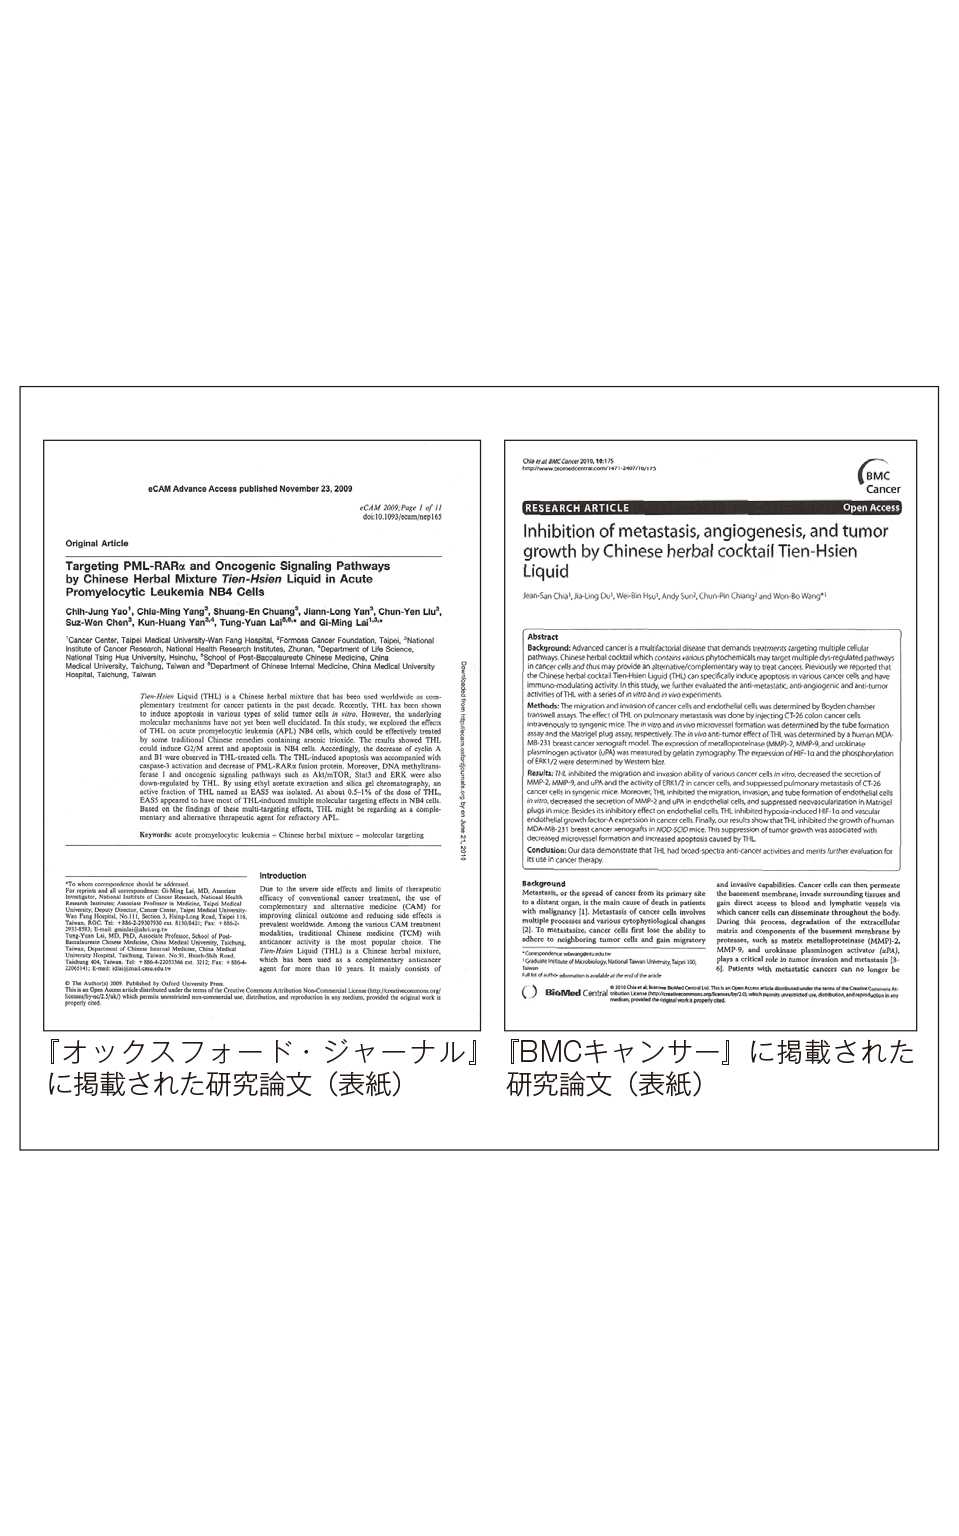 eCAM Advance Access published November 23, 2009
eCAM 2009;Page 1 of 11
doi:10.1093/ecam/nep165
Original Article
Targeting PML-RARα and Oncogenic Signaling Pathways
by Chinese Herbal Mixture Tien-Hsien Liquid in Acute
Promyelocytic Leukemia NB4 Cells
Chih-Jung Yao1, Chia-Ming Yang2, Shuang-En Chuang3, Jiann-Long Yan3, Chun-Yen Liu3,
Suz-Wen Chen3, Kun-Huang Yan3,4, Tung-Yuan Lai5,6,* and Gi-Ming Lai1,3,*
1Cancer Center, Taipei Medical University-Wan Fang Hospital, 2Formosa Cancer Foundation, Taipei, 3National
Institute of Cancer Research, National Health Research Institutes, Zhunan, 4Department of Life Science,
National Tsing Hua University, Hsinchu, 5School of Post-Baccalaureate Chinese Medicine, China
Medical University, Taichung, Taiwan and 6Department of Chinese Internal Medicine, China Medical University
Hospital, Taichung, Taiwan
Tien-Hsien Liquid (THL) is a Chinese herbal mixture that has been used worldwide as com-
plementary treatment for cancer patients in the past decade. Recently, THL has been shown
to induce apoptosis in various types of solid tumor cells in vitro. However, the underlying
molecular mechanisms have not yet been well elucidated. In this study, we explored the effects
of THL on acute promyelocytic leukemia (APL) NB4 cells, which could be effectively treated
by some traditional Chinese remedies containing arsenic trioxide. The results showed THL
could induce G2/M arrest and apoptosis in NB4 cells. Accordingly, the decrease of cyclin A
and B1 were observed in THL-treated cells. The THL-induced apoptosis was accompanied with
caspase-3 activation and decrease of PML-RARα fusion protein. Moreover, DNA methyltrans-
ferase 1 and oncogenic signaling pathways such as Akt/mTOR, Stat3 and ERK were also
down-regulated by THL. By using ethyl acetate extraction and silica gel chromatography, an
active fraction of THL named as EAS5 was isolated. At about 0.5–1% of the dose of THL,
EAS5 appeared to have most of THL-induced multiple molecular targeting effects in NB4 cells.
Based on the findings of these multi-targeting effects, THL might be regarding as a comple-
mentary and alternative therapeutic agent for refractory APL.
Keywords: acute promyelocytic leukemia – Chinese herbal mixture – molecular targeting
Downloaded from http://ecam.oxfordjournals.org by on June 21, 2010
*To whom correspondence should be addressed.
For reprints and all correspondence: Gi-Ming Lai, MD, Associate
Investigator, National Institute of Cancer Research, National Health
Research Institutes; Associate Professor in Medicine, Taipei Medical
University, Deputy Director, Cancer Center, Taipei Medical University-
Wan Fang Hospital, No.111, Section 3, Hsing-Long Road, Taipei 116,
Taiwan, ROC. Tel: +886-2-29307930 ext. 8130/8421; Fax: +886-2-
2931-8593; E-mail: gminlai@nhri.org.tw
Tung-Yuan Lai, MD, PhD, Associate Professor, School of Post-
Baccalaureate Chinese Medicine, China Medical University, Taichung,
Taiwan, Department of Chinese Internal Medicine, China Medical
University Hospital, Taichung, Taiwan. No.91, Hsueh-Shih Road,
Taichung 404, Taiwan, Tel: +886-4-22053366 ext. 3212; Fax: +886-4-
22065141; E-mail: xdlai@mail.cmu.edu.tw
Introduction
Due to the severe side effects and limits of therapeutic
efficacy of conventional cancer treatment, the use of
complementary and alternative medicine (CAM) for
improving clinical outcome and reducing side effects is
prevalent worldwide. Among the various CAM treatment
modalities, traditional Chinese medicine (TCM) with
anticancer activity is the most popular choice. The
Tien-Hsien Liquid (THL) is a Chinese herbal mixture,
which has been used as a complementary anticancer
agent for more than 10 years. It mainly consists of
© The Author(s) 2009. Published by Oxford University Press.
This is an Open Access article distributed under the terms of the Creative Commons Attribution Non-Commercial License (http://creativecommons.org/
licenses/by-nc/2.5/uk/) which permits unrestricted non-commercial use, distribution, and reproduction in any medium, provided the original work is
properly cited.
『オックスフォード・ジャーナル』
に掲載された研究論文（表紙）
Chia et al. BMC Cancer 2010, 10:175
http://www.biomedcentral.com/1471-2407/10/175
BMC
Cancer
RESEARCH ARTICLE Open Access
Inhibition of metastasis, angiogenesis, and tumor
growth by Chinese herbal cocktail Tien-Hsien
Liquid
Jean-San Chia1, Jia-Ling Du1, Wei-Bin Hsu1, Andy Sun2, Chun-Pin Chiang2 and Won-Bo Wang*1
Abstract
Background: Advanced cancer is a multifactorial disease that demands treatments targeting multiple cellular
pathways. Chinese herbal cocktail which contains various phytochemicals may target multiple dys-regulated pathways
in cancer cells and thus may provide an alternative/complementary way to treat cancers. Previously we reported that
the Chinese herbal cocktail Tien-Hsien Liguid (THL) can specifically induce apoptosis in various cancer cells and have
immuno-modulating activity. In this study, we further evaluated the anti-metastatic, anti-angiogenic and anti-tumor
activities of THL with a series of in vitro and in vivo experiments.
Methods: The migration and invasion of cancer cells and endothelial cells was determined by Boyden chamber
transwell assays. The effect of THL on pulmonary metastasis was done by injecting CT-26 colon cancer cells
intravenously to syngenic mice. The in vitro and in vivo microvessel formation was determined by the tube formation
assay and the Matrigel plug assay, respectively. The in vivo anti-tumor effect of THL was determined by a human MDA-
MB-231 breast cancer xenograft model. The expression of metalloproteinase (MMP)-2, MMP-9, and urokinase
plasminogen activator (uPA) was measured by gelatin zymography. The expression of HIF-1α and the phosphorylation
of ERK1/2 were determined by Western blot.
Results: THL inhibited the migration and invasion ability of various cancer cells in vitro, decreased the secretion of
MMP-2, MMP-9, and uPA and the activity of ERK1/2 in cancer cells, and suppressed pulmonary metastasis of CT-26
cancer cells in syngenic mice. Moreover, THL inhibited the migration, invasion, and tube formation of endothelial cells
in vitro, decreased the secretion of MMP-2 and uPA in endothelial cells, and suppressed neovascularization in Matrigel
plugs in mice. Besides its inhibitory effect on endothelial cells, THL inhibited hypoxia-induced HIF-1α and vascular
endothelial growth factor-A expression in cancer cells. Finally, our results show that THL inhibited the growth of human
MDA-MB-231 breast cancer xenografts in NOD-SCID mice. This suppression of tumor growth was associated with
decreased microvessel formation and increased apoptosis caused by THL.
Conclusion: Our data demonstrate that THL had broad-spectra anti-cancer activities and merits further evaluation for
its use in cancer therapy.
Background
Metastasis, or the spread of cancer from its primary site
to a distant organ, is the main cause of death in patients
with malignancy [1]. Metastasis of cancer cells involves
multiple processes and various cytophysiological changes
[2]. To metastasize, cancer cells first lose the ability to
adhere to neighboring tumor cells and gain migratory
* Correspondence: wbwang@ntu.edu.tw
1 Graduate Institute of Microbiology, National Taiwan University, Taipei 100,
Taiwan
Full list of author information is available at the end of the article
and invasive capabilities. Cancer cells can then permeate
the basement membrane, invade surrounding tissues and
gain direct access to blood and lymphatic vessels via
which cancer cells can disseminate throughout the body.
During this process, degradation of the extracellular
matrix and components of the basement membrane by
proteases, such as matrix metalloproteinase (MMP)-2,
MMP-9, and urokinase plasminogen activator (uPA),
plays a critical role in tumor invasion and metastasis [3-
6]. Patients with metastatic cancers can no longer be
BioMed Central
© 2010 Chia et al; licensee BioMed Central Ltd. This is an Open Access article distributed under the terms of the Creative Commons At-
tribution License (http://creativecommons.org/licenses/by/2.0), which permits unrestricted use, distribution, and reproduction in any
medium, provided the original work is properly cited.
『BMCキャンサー』に掲載された
研究論文（表紙）